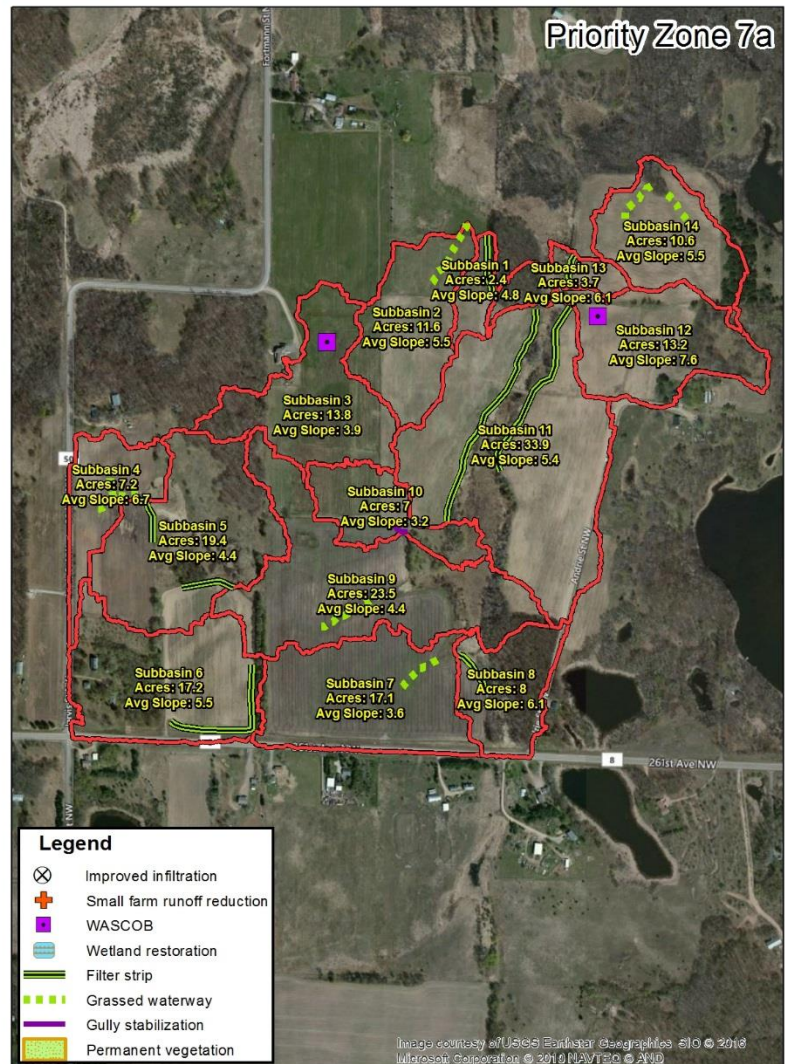 Priority Zone 7a
Fortmann St N
Subbasin 14
Acres: 10.6
Avg Slope: 5.5
Subbasin 1
Acres: 2.4
Avg Slope: 4.8
Subbasin 13
Acres: 3.7
Avg Slope: 6.1
Subbasin 2
Acres: 11.6
Avg Slope: 5.5
Subbasin 12
Acres: 13.2
Avg Slope: 7.6
Subbasin 3
Acres: 13.8
Avg Slope: 3.9
Subbasin 11
Acres: 33.9
Avg Slope: 5.4
50
Subbasin 4
Acres: 7.2
Avg Slope: 6.7
Subbasin 10
Acres: 7
Avg Slope: 3.2
Subbasin 5
Acres: 19.4
Avg Slope: 4.4
Andrie St NW
Subbasin 9
Acres: 23.5
Avg Slope: 4.4
Subbasin 6
Acres: 17.2
Avg Slope: 5.5
Subbasin 7
Acres: 17.1
Avg Slope: 3.6
Subbasin 8
Acres: 8
Avg Slope: 6.1
8
261st Ave NW
Legend
Improved infiltration
Small farm runoff reduction
WASCOB
Wetland restoration
Filter strip
Grassed waterway
Gully stabilization
Permanent vegetation
Image courtesy of USGS Earthstar Geographics SIO © 2016
Microsoft Corporation © 2010 NAVTEQ © AND